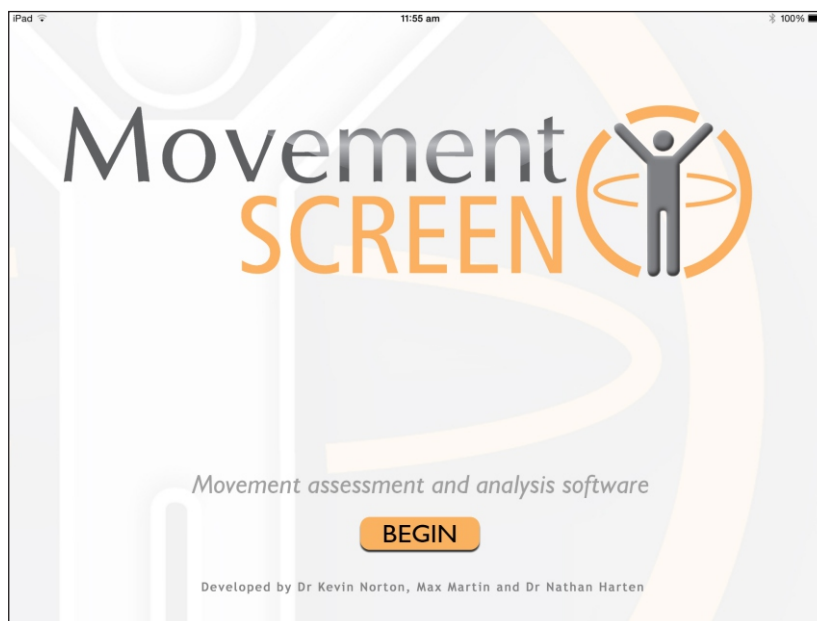 iPad 11:55 am 100%
Movement
SCREEN
Movement assessment and analysis software
BEGIN
Developed by Dr Kevin Norton, Max Martin and Dr Nathan Harten